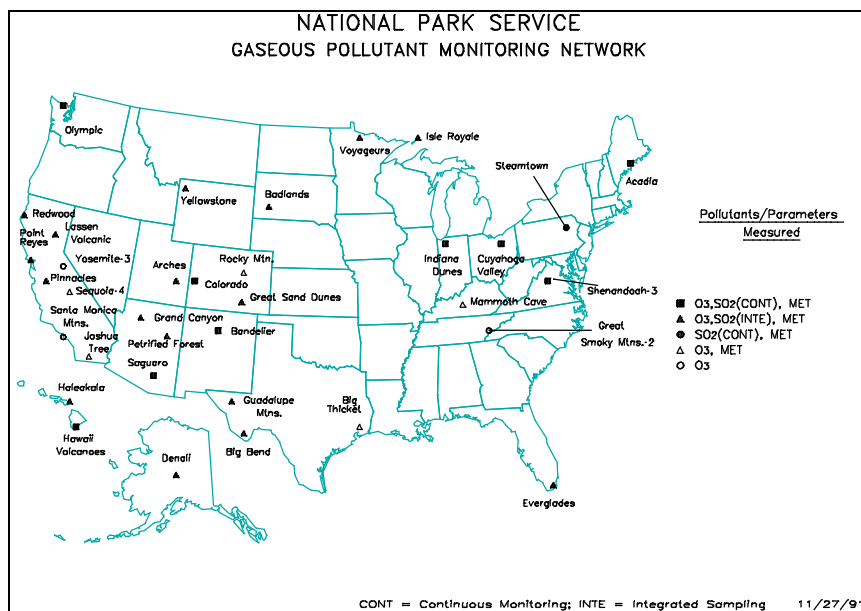 NATIONAL PARK SERVICE
GASEOUS POLLUTANT MONITORING NETWORK
Olympic
Voyageurs
Isle Royale
Steamtown
Acadia
Yellowstone
Badlands
Redwood
Lassen
Volcanic
Point
Reyes
Yosemite-3
Pinnacles
Sequoia-4
Santa Monica
Mtns.
Joshua
Tree
Arches
Rocky Mtn.
Colorado
Great Sand Dunes
Indiana
Dunes
Cuyahoga
Valley
Shenandoah-3
Mammoth Cave
Great
Smoky Mtns.-2
Grand Canyon
Petrified Forest
Bandelier
Saguaro
Haleakala
Hawaii
Volcanoes
Denali
Guadalupe
Mtns.
Big Bend
Big
Thicket
Everglades
Pollutants/Parameters
Measured
O3,SO2(CONT), MET
O3,SO2(INTE), MET
SO2(CONT), MET
O3, MET
O3
CONT = Continuous Monitoring; INTE = Integrated Sampling 11/27/91